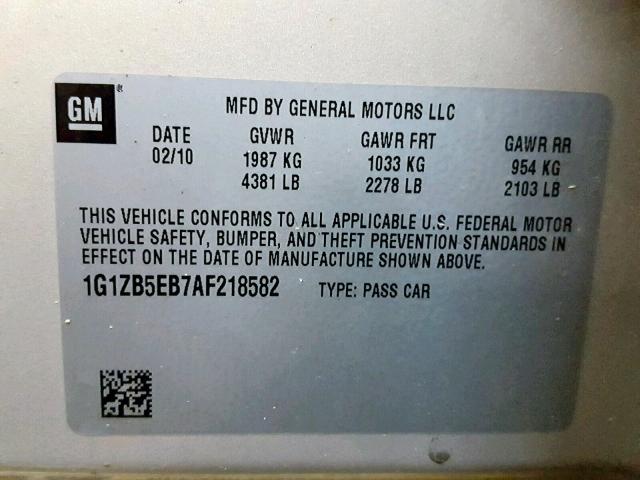 GM®
MFD BY GENERAL MOTORS LLC
DATE GVWR GAWR FRT GAWR RR
02/10 1987 KG 1033 KG 954 KG
4381 LB 2278 LB 2103 LB
THIS VEHICLE CONFORMS TO ALL APPLICABLE U.S. FEDERAL MOTOR
VEHICLE SAFETY, BUMPER, AND THEFT PREVENTION STANDARDS IN
EFFECT ON THE DATE OF MANUFACTURE SHOWN ABOVE.
1G1ZB5EB7AF218582 TYPE: PASS CAR